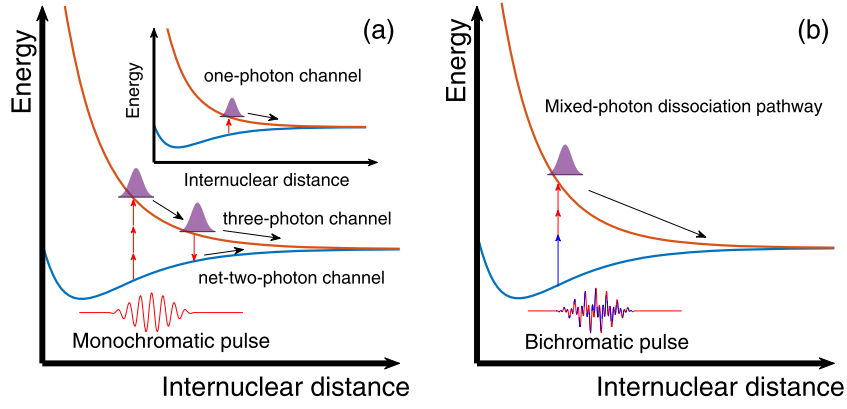 (a)
Energy
Energy
one-photon channel
Internuclear distance
three-photon channel
net-two-photon channel
Monochromatic pulse
Internuclear distance
(b)
Energy
Mixed-photon dissociation pathway
Bichromatic pulse
Internuclear distance